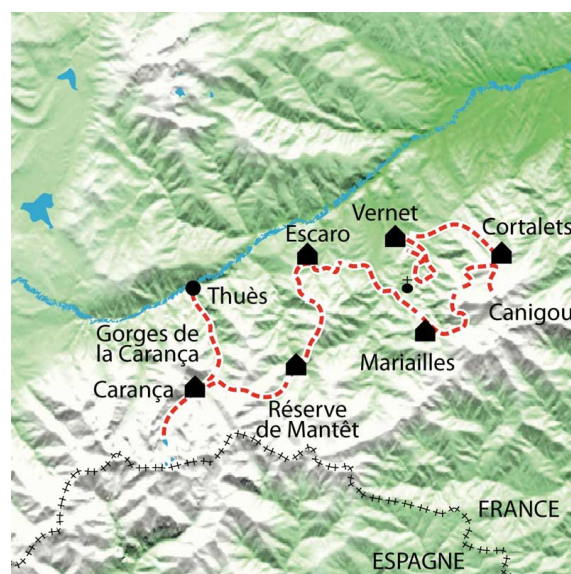 Vernet
Cortalets
Escaro
Thuès
Canigou
Gorges de
la Carança
Mariailles
Carança
Réserve
de Mantêt
FRANCE
ESPAGNE